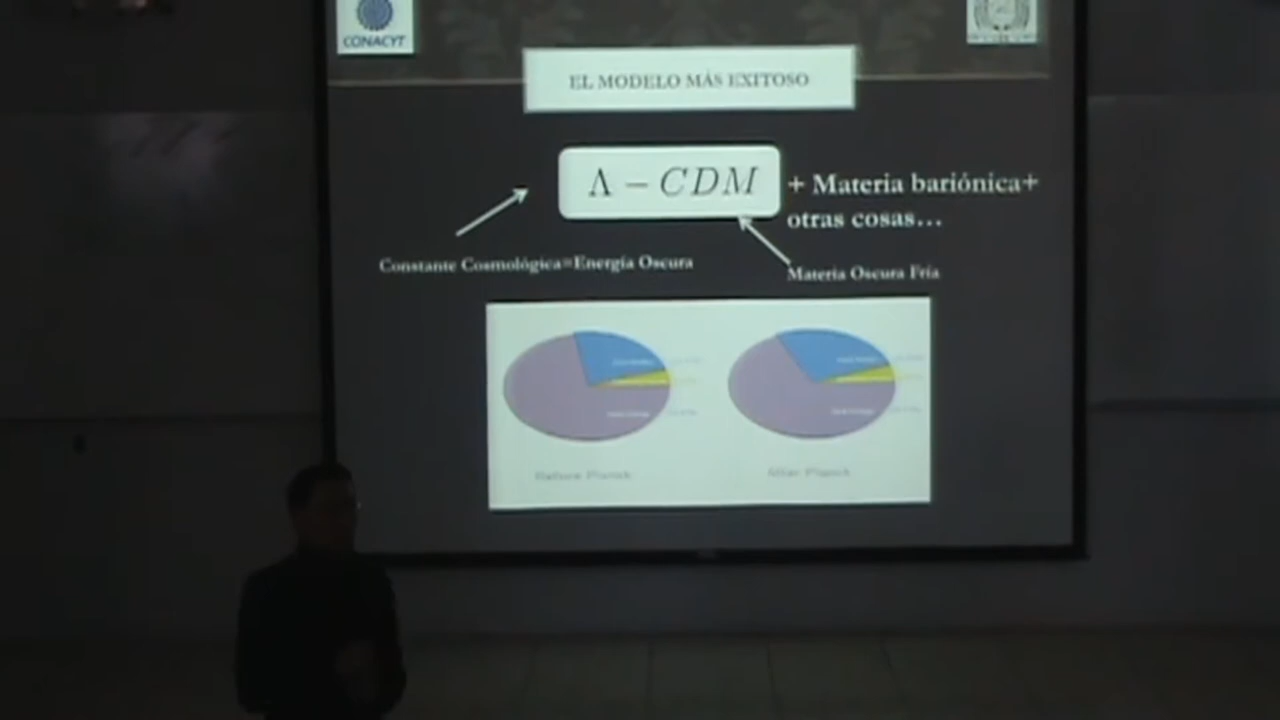 CONACYT
EL MODELO MÁS EXITOSO
Λ − CDM
+ Materia bariónica+
otras cosas...
Constante Cosmológica=Energía Oscura
Materia Oscura Fría
Before Planck
After Planck